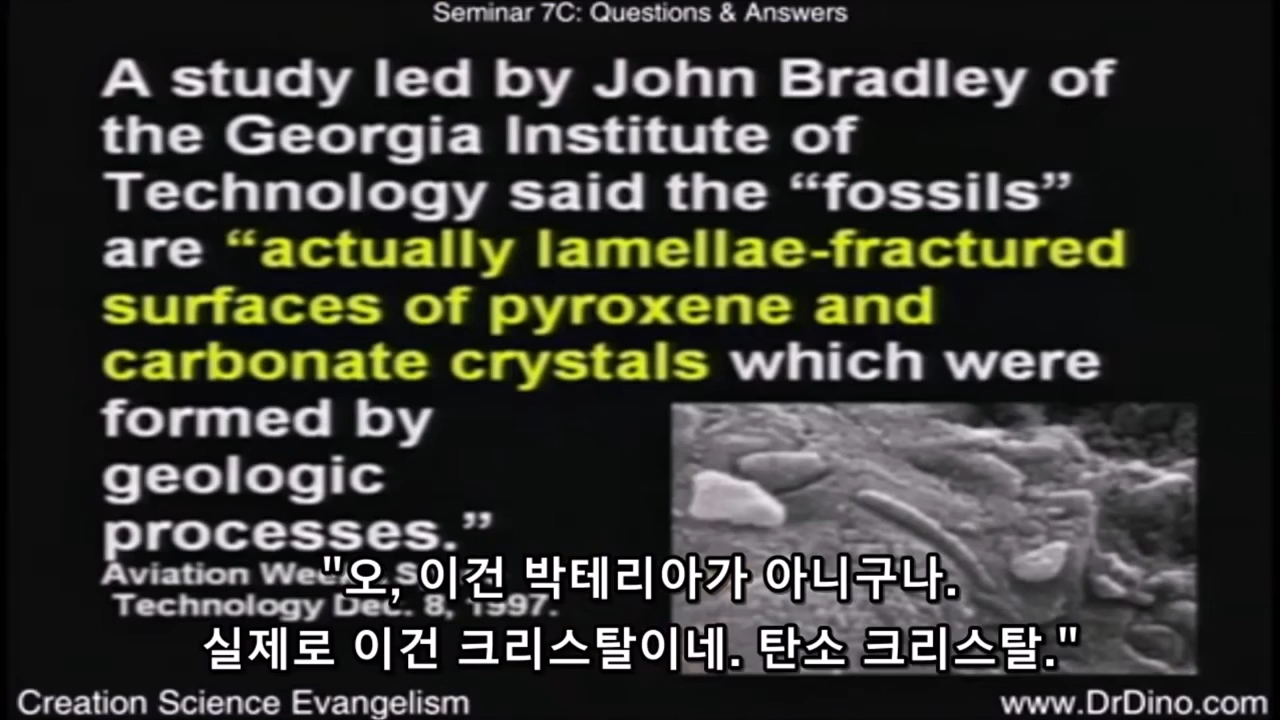 Seminar 7C: Questions & Answers
A study led by John Bradley of
the Georgia Institute of
Technology said the “fossils”
are “actually lamellae-fractured
surfaces of pyroxene and
carbonate crystals which were
formed by
geologic
processes.”
Aviation
Technology Dec. 8, 1997.
"오, 이건 박테리아가 아니구나.
실제로 이건 크리스탈이네. 탄소 크리스탈."
Creation Science Evangelism
www.DrDino.com